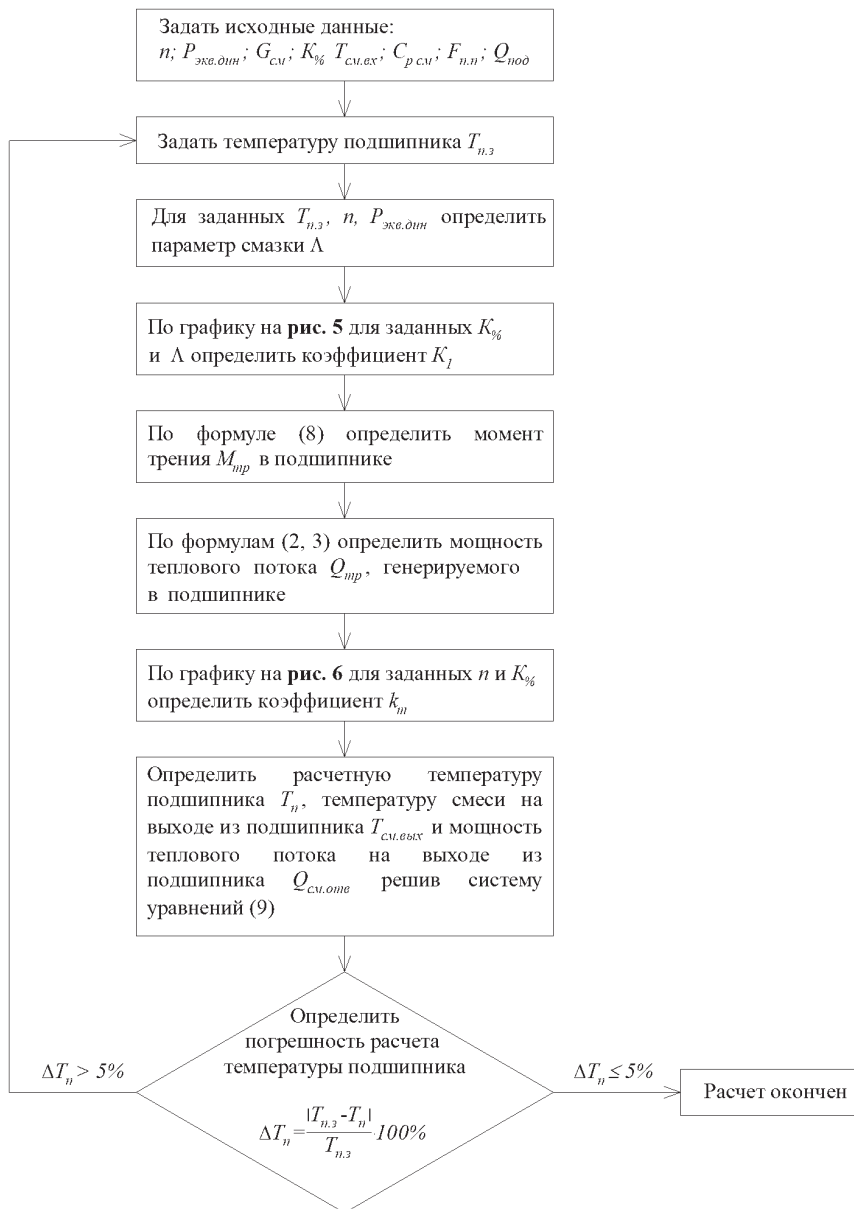 Задать исходные данные:
n; Pэкв.дин; Gсм; K% Tсм.вх; Cр см; Fп.п; Qпод
Задать температуру подшипника Tп.з
Для заданных Tп.з, n, Pэкв.дин определить
параметр смазки Λ
По графику на рис. 5 для заданных K%
и Λ определить коэффициент K1
По формуле (8) определить момент
трения Mтр в подшипнике
По формулам (2, 3) определить мощность
теплового потока Qтр, генерируемого
в подшипнике
По графику на рис. 6 для заданных n и K%
определить коэффициент km
Определить расчетную температуру
подшипника Tп, температуру смеси на
выходе из подшипника Tсм.вых и мощность
теплового потока на выходе из
подшипника Qсм.отв решив систему
уравнений (9)
Определить
погрешность расчета
температуры подшипника
ΔTп > 5%
ΔTп ≤ 5%
Расчет окончен
ΔTп = |Tп.з - Tп| / Tп.з · 100%